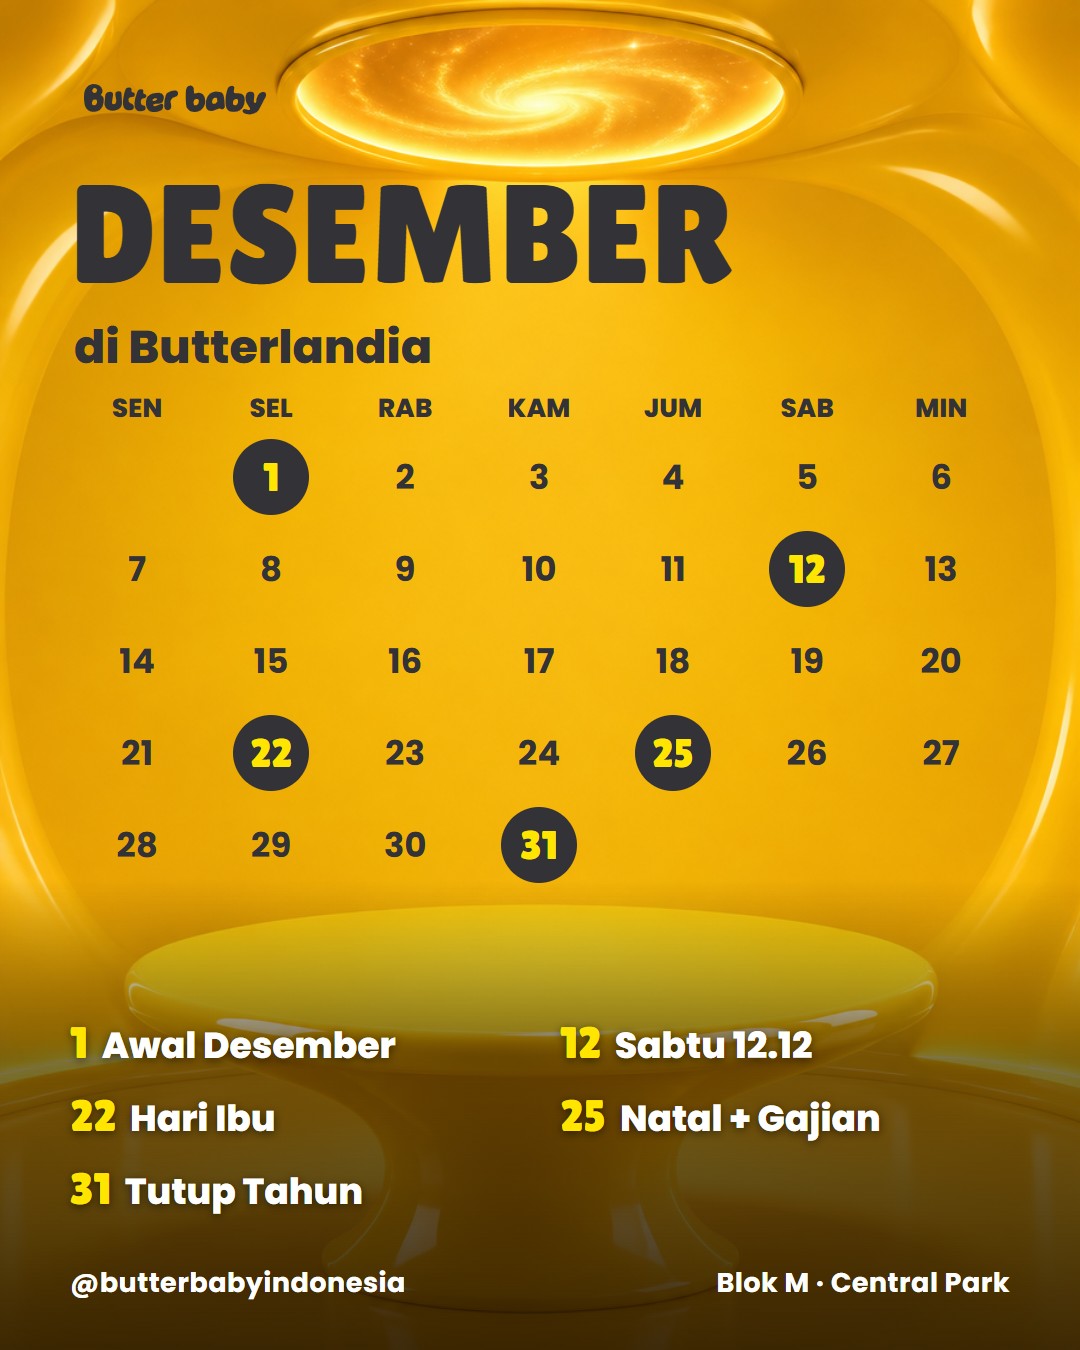 Butter baby
DESEMBER
di Butterlandia
SEN SEL RAB KAM JUM SAB MIN
1 2 3 4 5 6
7 8 9 10 11 12 13
14 15 16 17 18 19 20
21 22 23 24 25 26 27
28 29 30 31
1 Awal Desember 12 Sabtu 12.12
22 Hari Ibu 25 Natal + Gajian
31 Tutup Tahun
@butterbabyindonesia Blok M · Central Park